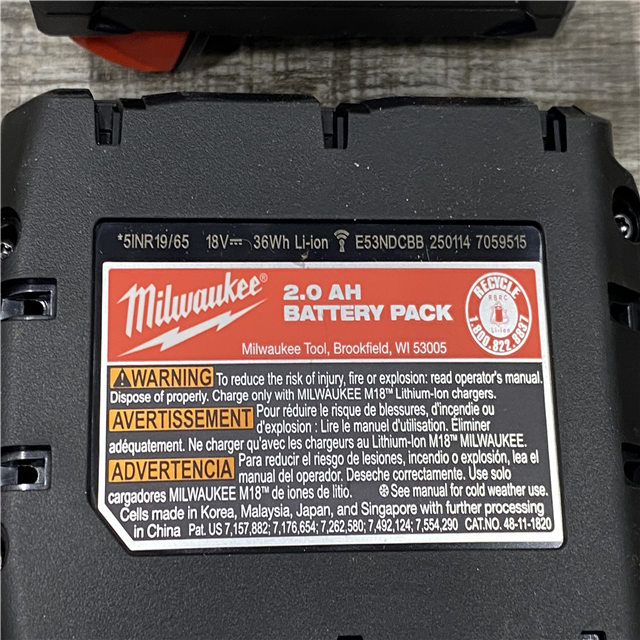 *5INR19/65 18V⎓ 36Wh Li-ion E53NDCBB 250114 7059515
Milwaukee®
2.0 AH
BATTERY PACK
Milwaukee Tool, Brookfield, WI 53005
RECYCLE
RBRC
Li-ion
1.800.822.8837
⚠WARNING To reduce the risk of injury, fire or explosion: read operator's manual.
Dispose of properly. Charge only with MILWAUKEE M18™ Lithium-Ion chargers.
AVERTISSEMENT Pour réduire le risque de blessures, d'incendie ou
d'explosion : Lire le manuel d'utilisation. Éliminer
adéquatement. Ne charger qu'avec les chargeurs au Lithium-Ion M18™ MILWAUKEE.
ADVERTENCIA Para reducir el riesgo de lesiones, incendio o explosión, lea el
manual del operador. Deseche correctamente. Use solo
cargadores MILWAUKEE M18™ de iones de litio. ❄See manual for cold weather use.
Cells made in Korea, Malaysia, Japan, and Singapore with further processing
in China Pat. US 7,157,882; 7,176,654; 7,262,580; 7,492,124; 7,554,290 CAT.NO. 48-11-1820